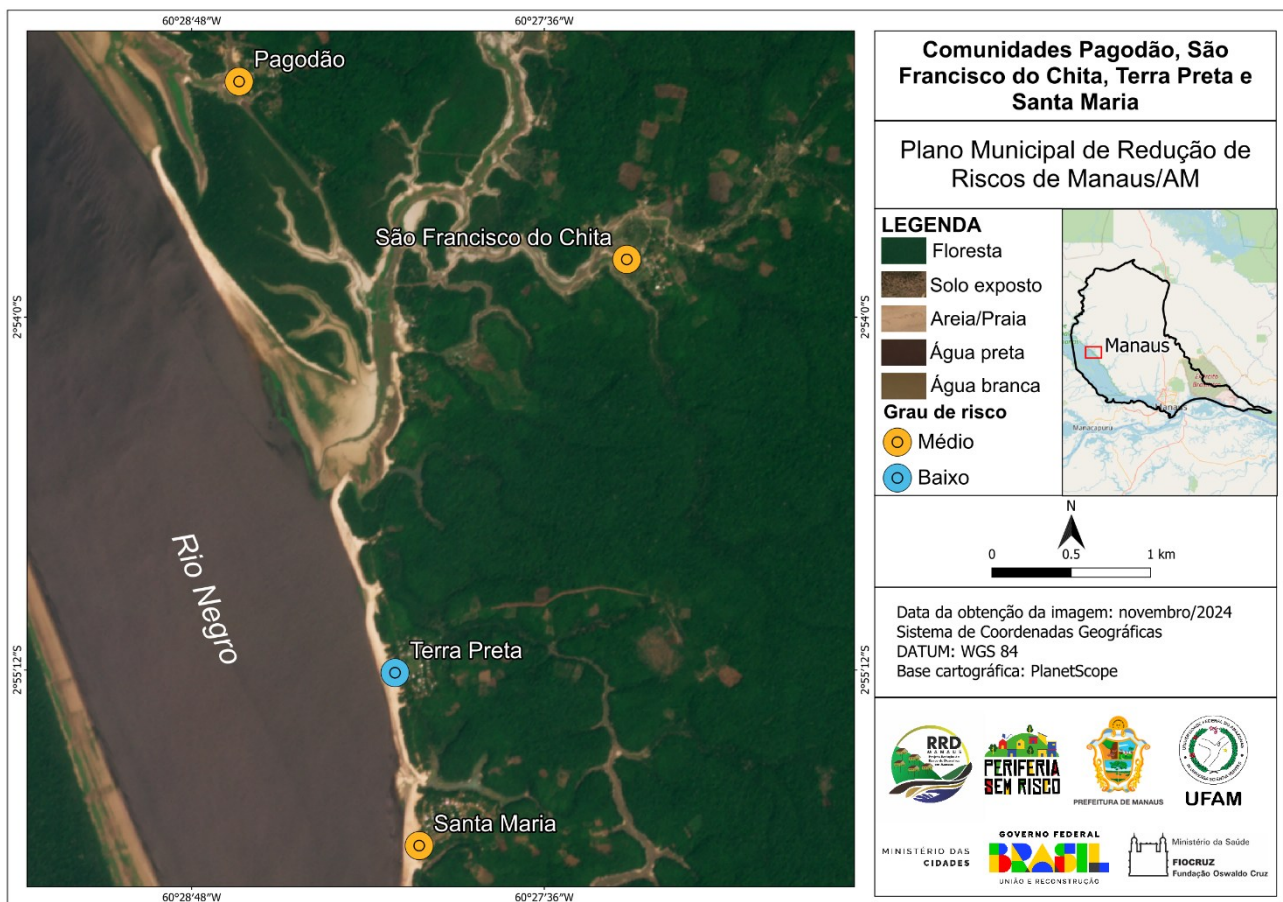 60°28'48"W
60°27'36"W
Pagodão
São Francisco do Chita
2°54'0"S
2°54'0"S
Rio Negro
Terra Preta
2°55'12"S
2°55'12"S
Santa Maria
60°28'48"W
60°27'36"W
Comunidades Pagodão, São
Francisco do Chita, Terra Preta e
Santa Maria
Plano Municipal de Redução de
Riscos de Manaus/AM
LEGENDA
Floresta
Solo exposto
Areia/Praia
Água preta
Água branca
Grau de risco
Médio
Baixo
Manaus
Manaus
Manacapuru
N
0 0.5 1 km
Data da obtenção da imagem: novembro/2024
Sistema de Coordenadas Geográficas
DATUM: WGS 84
Base cartográfica: PlanetScope
RRD
MANAUS
PERIFERIA
SEM RISCO
PREFEITURA DE MANAUS
UFAM
MINISTÉRIO DAS
CIDADES
GOVERNO FEDERAL
BRASIL
UNIÃO E RECONSTRUÇÃO
Ministério da Saúde
FIOCRUZ
Fundação Oswaldo Cruz